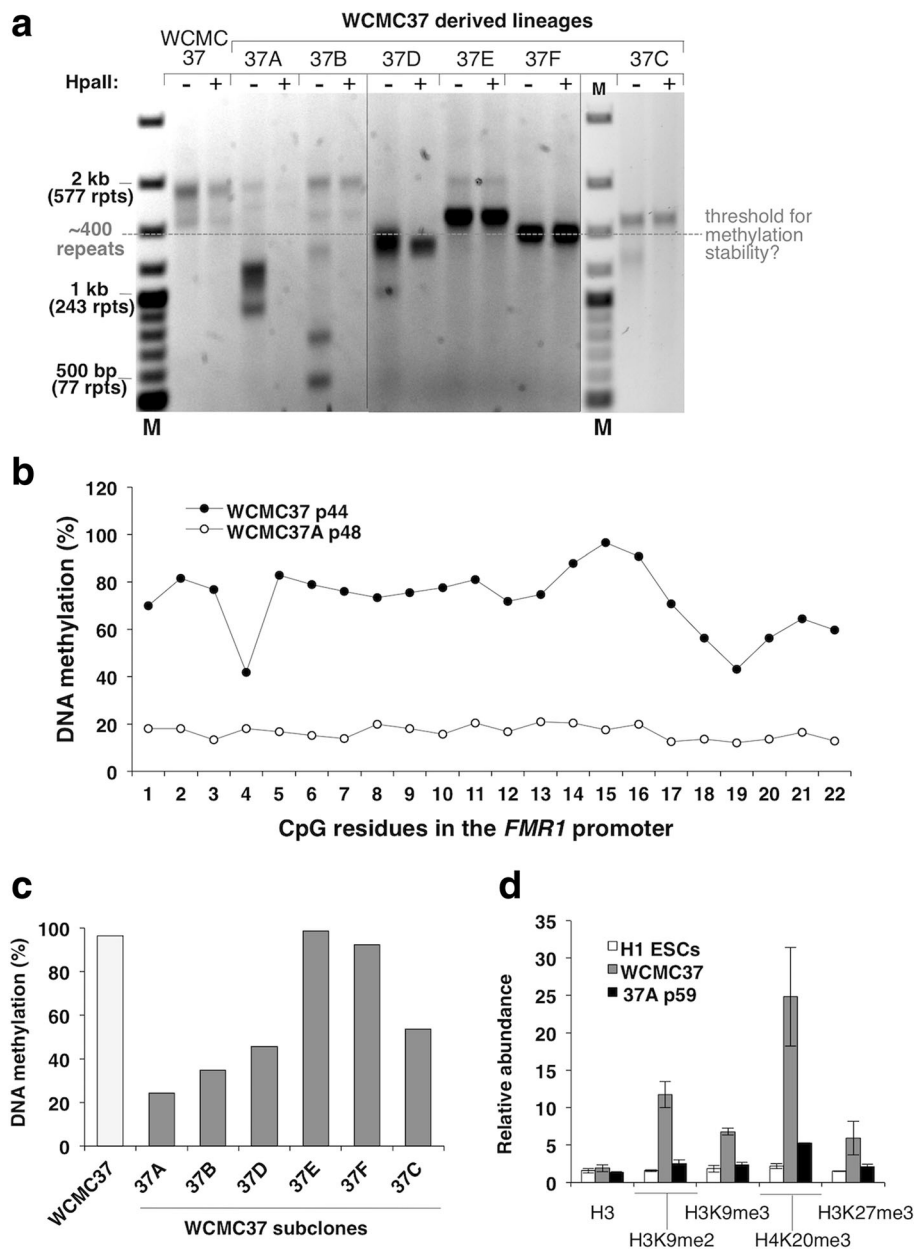 a
WCMC37 derived lineages
WCMC
37 37A 37B 37D 37E 37F 37C
HpaII: - + - + - + - + - + - + M - +
2 kb
(577 rpts)
~400
repeats
threshold for
methylation
stability?
1 kb
(243 rpts)
500 bp
(77 rpts)
M M
b
120
100
80
60
40
20
0
DNA methylation (%)
WCMC37 p44
WCMC37A p48
1 2 3 4 5 6 7 8 9 10 11 12 13 14 15 16 17 18 19 20 21 22
CpG residues in the FMR1 promoter
c
100
80
60
40
20
0
DNA methylation (%)
WCMC37 37A 37B 37D 37E 37F 37C
WCMC37 subclones
d
35
30
25
20
15
10
5
0
Relative abundance
H1 ESCs
WCMC37
37A p59
H3 H3K9me3 H3K27me3
H3K9me2 H4K20me3